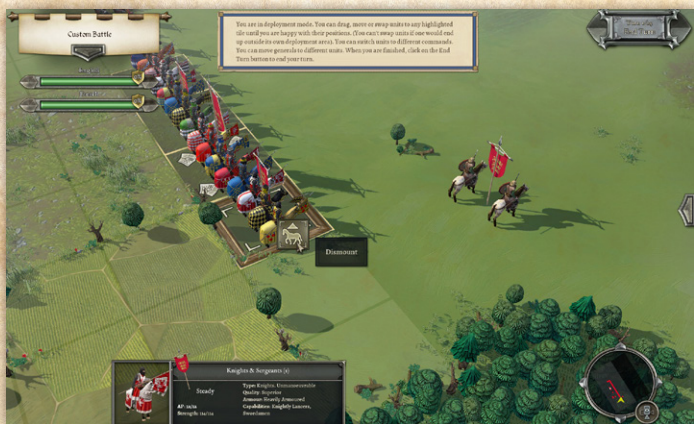 Custom Battle
You are in deployment mode. You can drag, move or swap units to any highlighted
tile until you are happy with their positions. (You can't swap units if one would end
up outside its own deployment area). You can switch units to different commands.
You can move generals to different units. When you are finished, click on the End
Turn button to end your turn.
End Turn
Dismount
Knights & Sergeants
Steady
Type: Knights, Unmanoeuvrable
Quality: Superior
Armour: Heavily Armoured
Capabilities: Knightly Lancers,
Swordsmen
AP:
Strength: